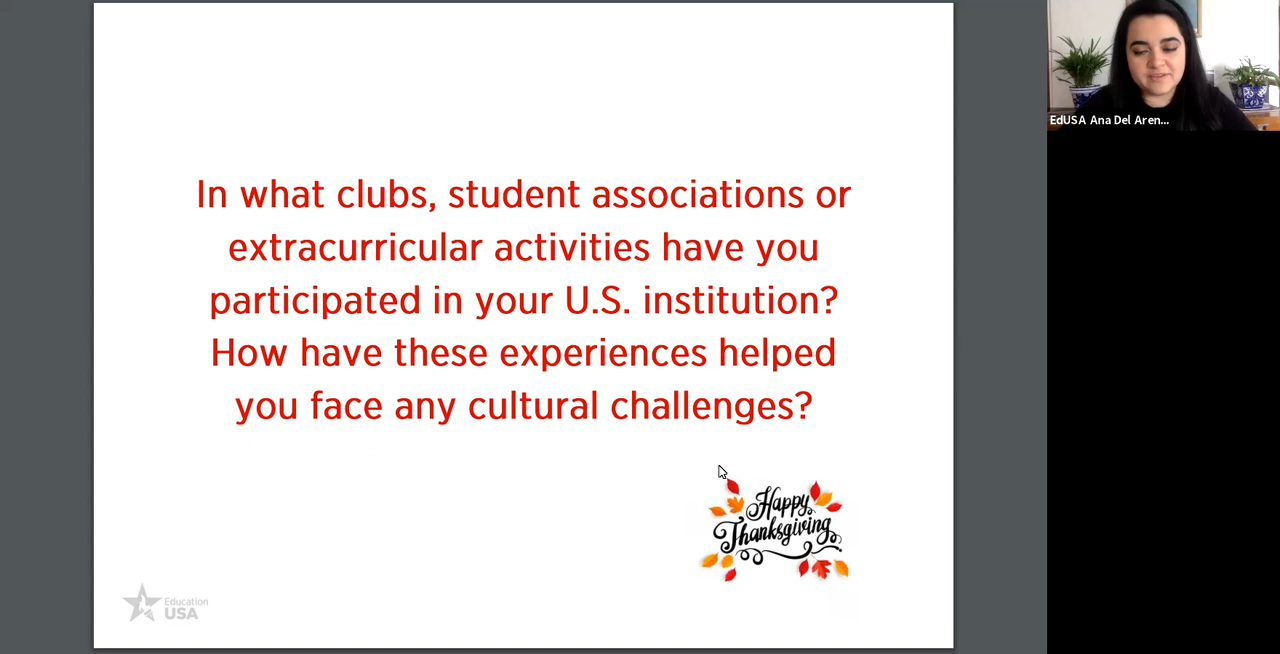 In what clubs, student associations or
extracurricular activities have you
participated in your U.S. institution?
How have these experiences helped
you face any cultural challenges?
Happy
Thanksgiving
Education
USA
EdUSA Ana Del Aren...